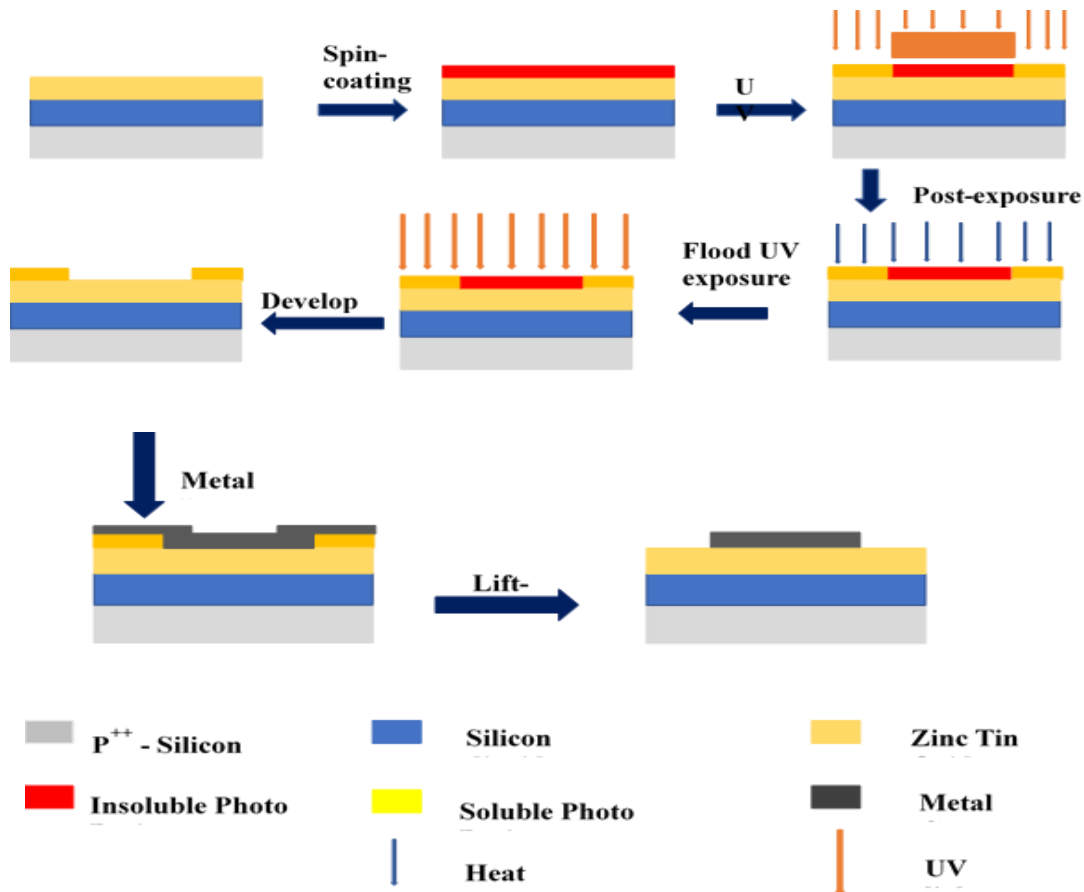 Spin-
coating
U
V
Post-exposure
Flood UV
exposure
Develop
Metal
Lift-
P++ - Silicon
Silicon
Zinc Tin
Insoluble Photo
Soluble Photo
Metal
Heat
UV